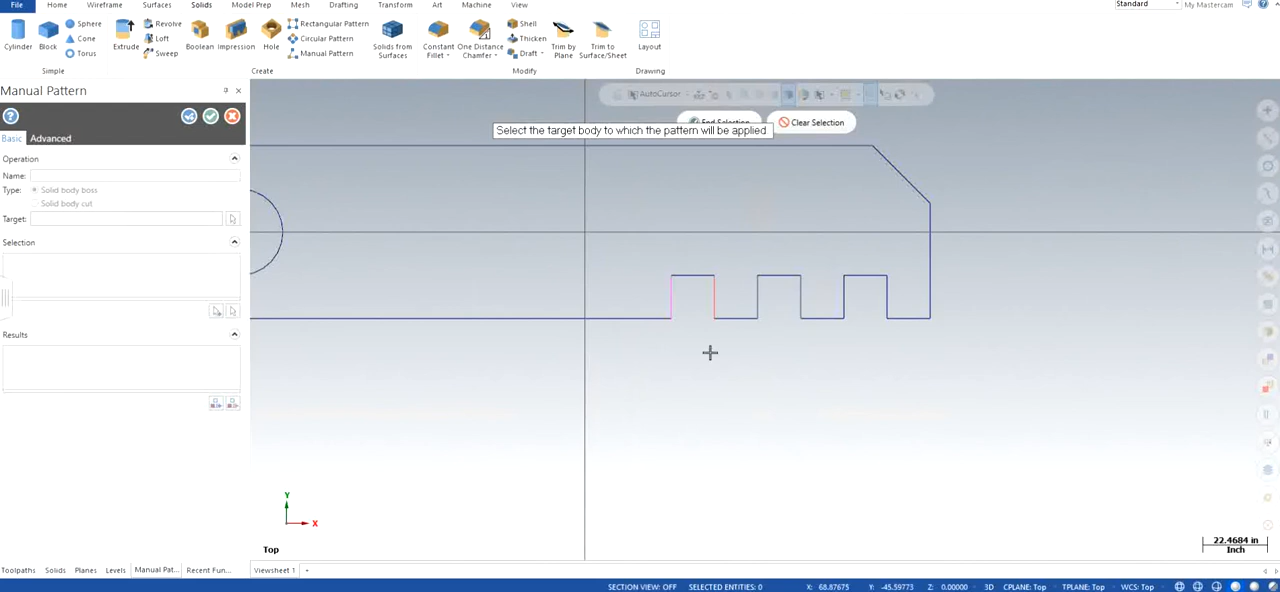 File Home Wireframe Surfaces Solids Model Prep Mesh Drafting Transform Art Machine View Standard My Mastercam
Cylinder Block Sphere Cone Torus Extrude Revolve Loft Sweep Boolean Impression Hole Rectangular Pattern Circular Pattern Manual Pattern Solids from Surfaces Constant Fillet One Distance Chamfer Shell Thicken Draft Trim by Plane Trim to Surface/Sheet Layout
Simple Create Modify Drawing
Manual Pattern
AutoCursor
End Selection Clear Selection
Select the target body to which the pattern will be applied
Basic Advanced
Operation
Name:
Type: Solid body boss
Solid body cut
Target:
Selection
Results
Y
X
Top
22.4684 in
Inch
Toolpaths Solids Planes Levels Manual Pat... Recent Fun... Viewsheet 1
SECTION VIEW: OFF SELECTED ENTITIES: 0 X: 68.87675 Y: -45.59773 Z: 0.00000 3D CPLANE: Top TPLANE: Top WCS: Top